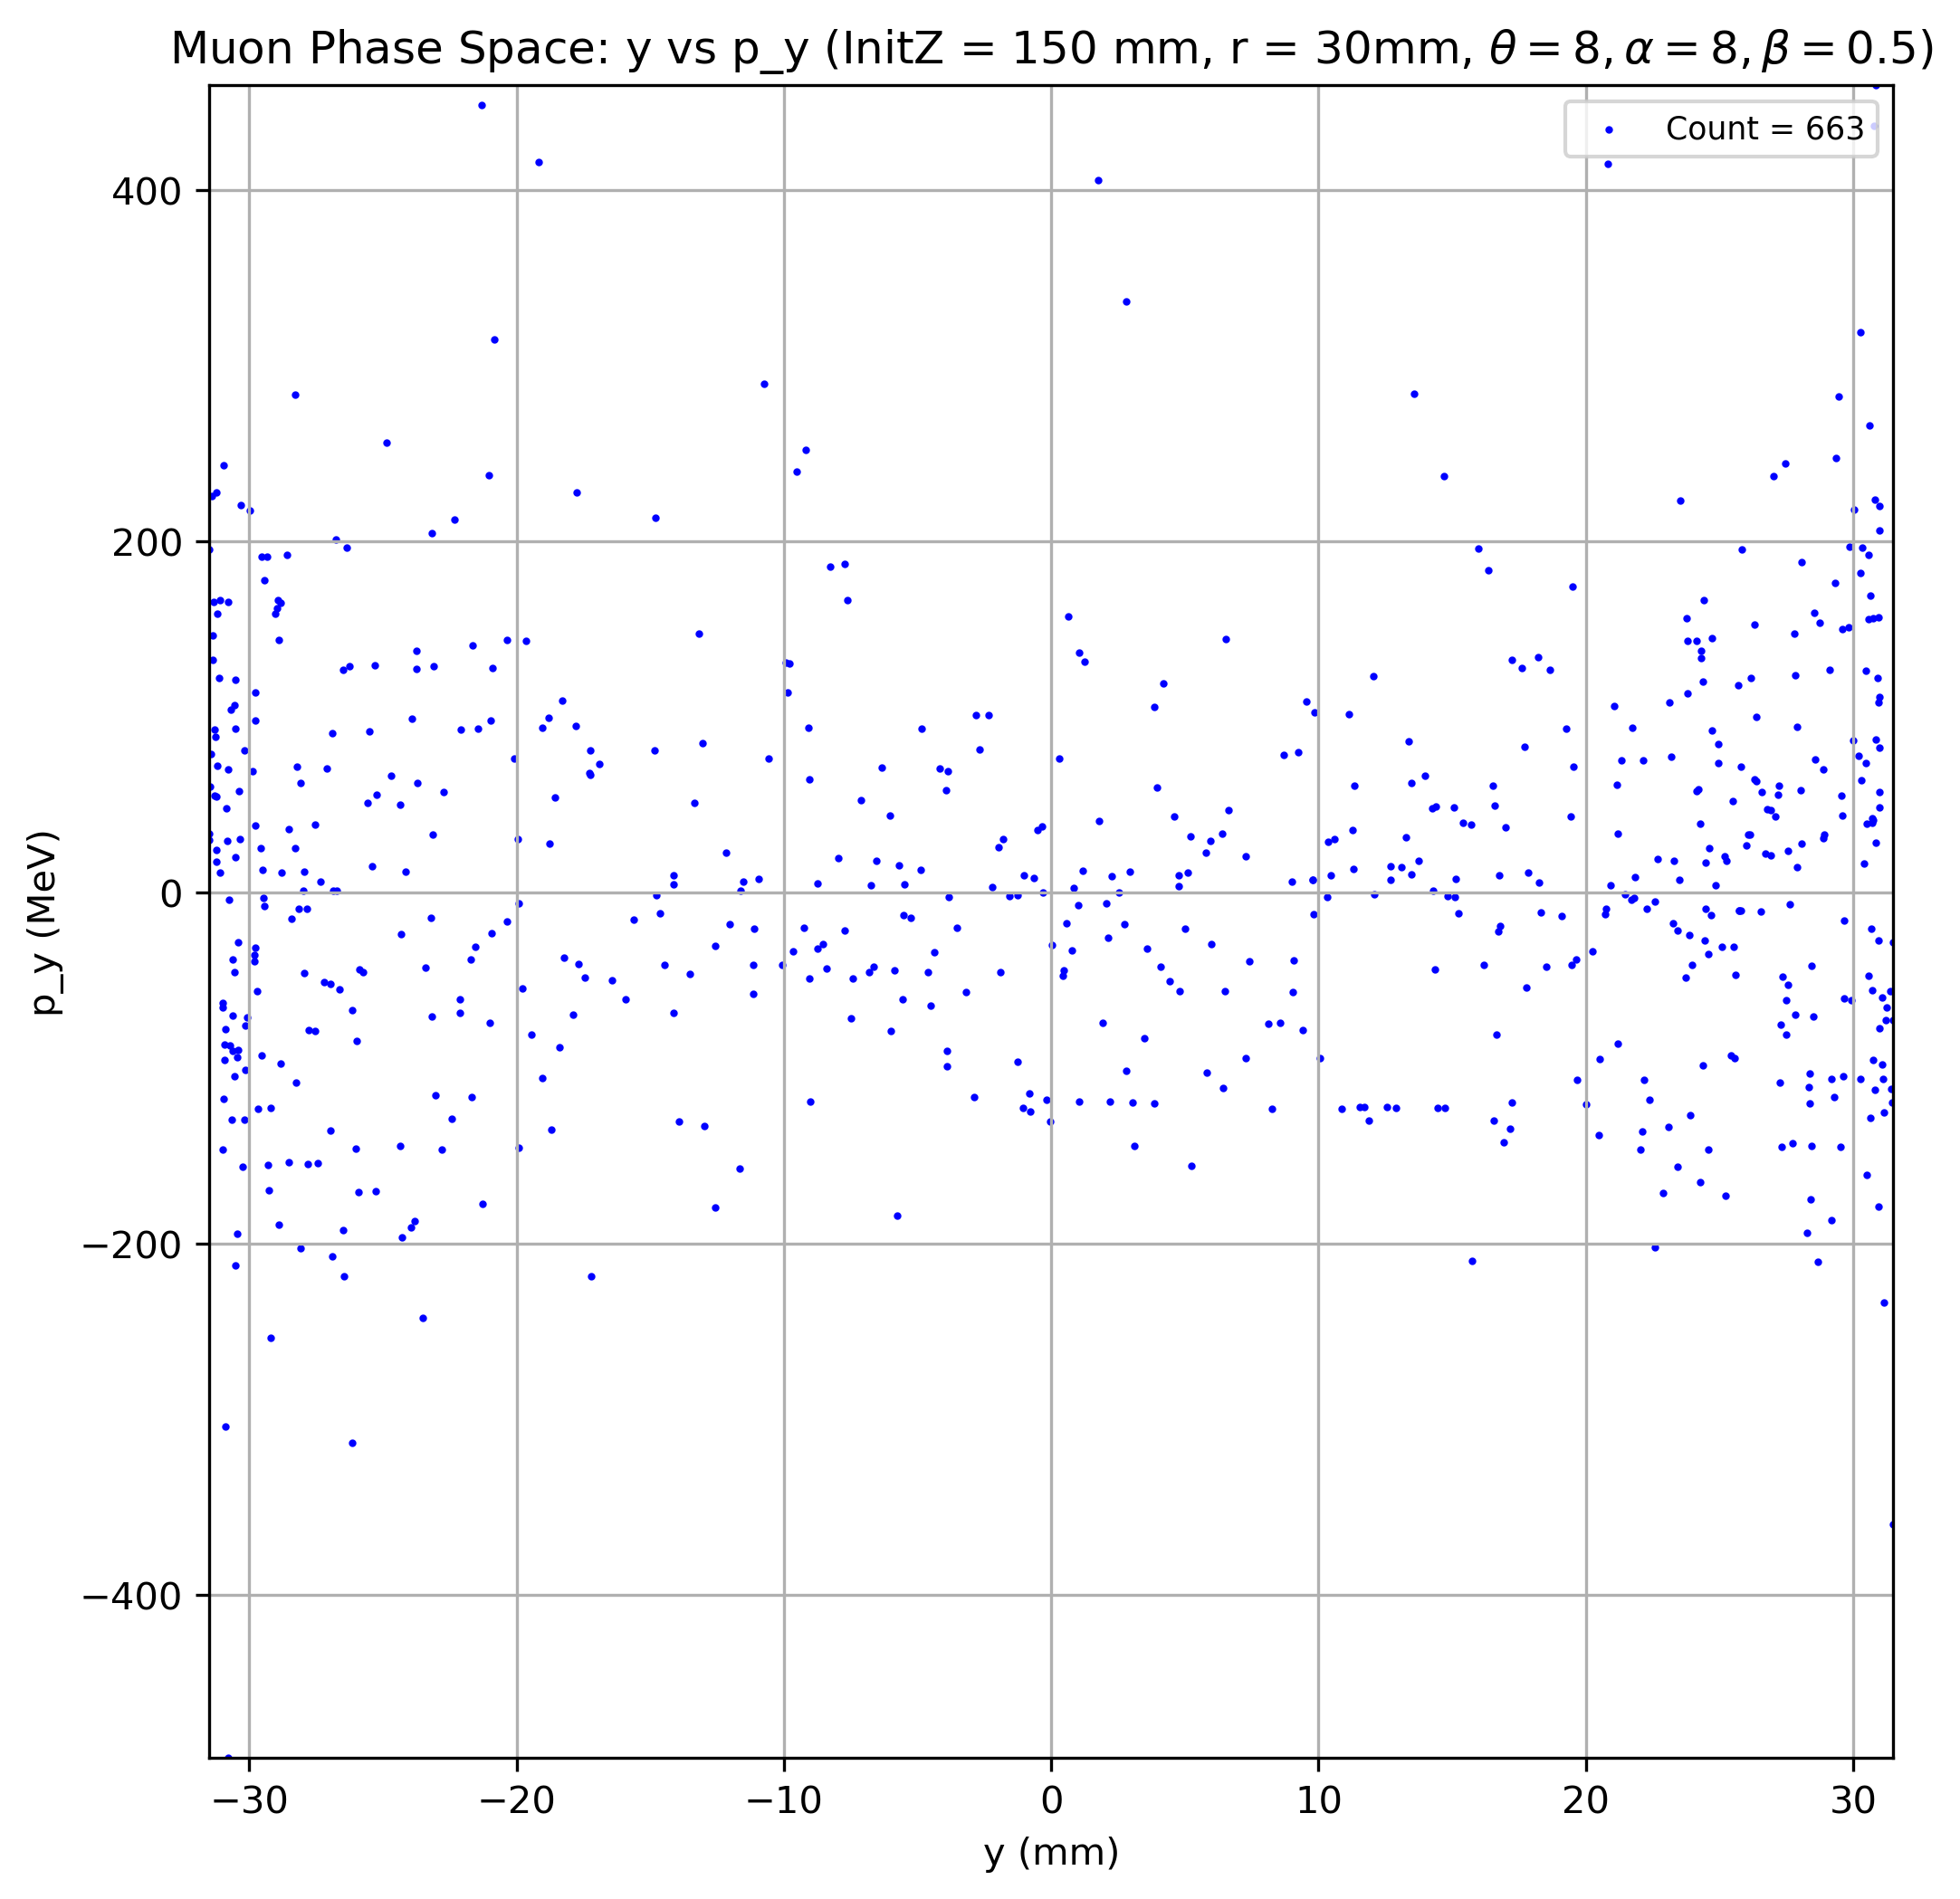 Muon Phase Space: y vs p_y (InitZ = 150 mm, r = 30mm, θ = 8, α = 8, β = 0.5)
Count = 663
400
200
0
−200
−400
p_y (MeV)
−30 −20 −10 0 10 20 30
y (mm)